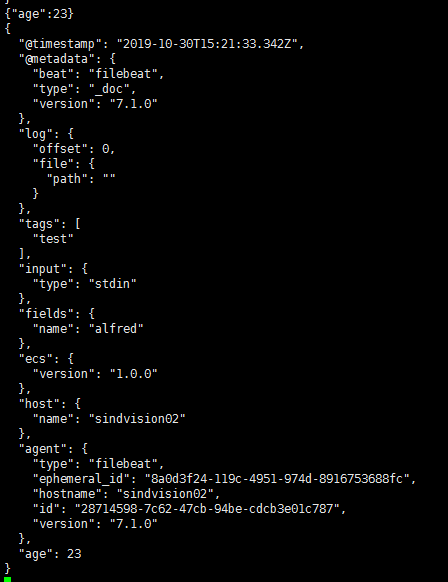 }
{"age":23}
{
  "@timestamp": "2019-10-30T15:21:33.342Z",
  "@metadata": {
    "beat": "filebeat",
    "type": "_doc",
    "version": "7.1.0"
  },
  "log": {
    "offset": 0,
    "file": {
      "path": ""
    }
  },
  "tags": [
    "test"
  ],
  "input": {
    "type": "stdin"
  },
  "fields": {
    "name": "alfred"
  },
  "ecs": {
    "version": "1.0.0"
  },
  "host": {
    "name": "sindvision02"
  },
  "agent": {
    "type": "filebeat",
    "ephemeral_id": "8a0d3f24-119c-4951-974d-8916753688fc",
    "hostname": "sindvision02",
    "id": "28714598-7c62-47cb-94be-cdcb3e01c787",
    "version": "7.1.0"
  },
  "age": 23
}